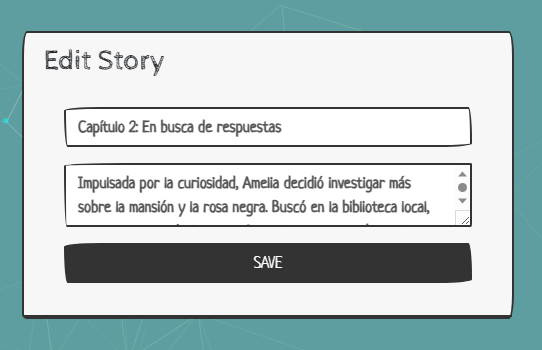 Edit Story
Capítulo 2: En busca de respuestas
Impulsada por la curiosidad, Amelia decidió investigar más
sobre la mansión y la rosa negra. Buscó en la biblioteca local,
SAVE